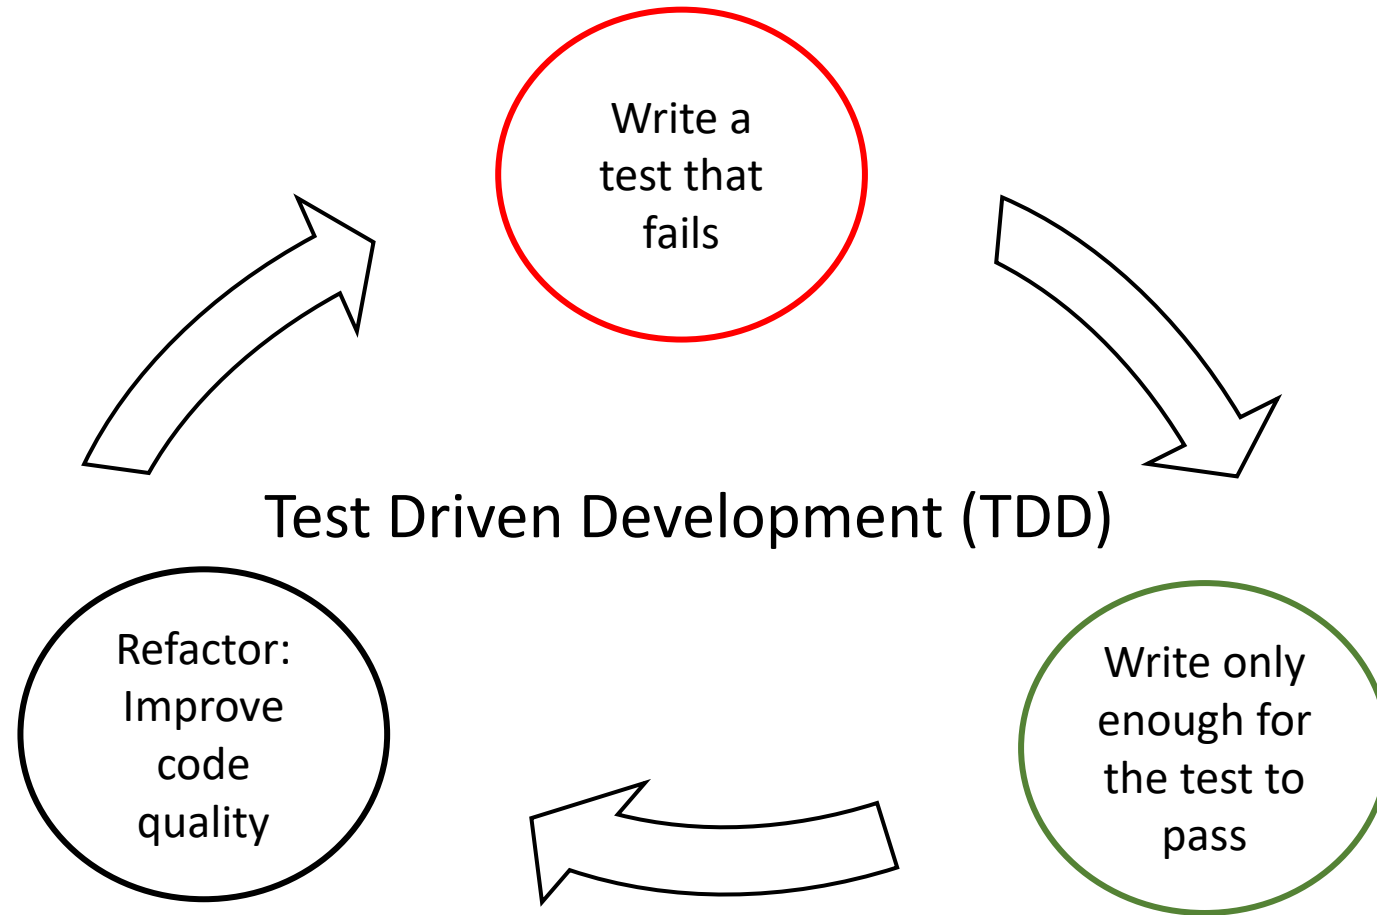 Write a
test that
fails
Test Driven Development (TDD)
Refactor:
Improve
code
quality
Write only
enough for
the test to
pass